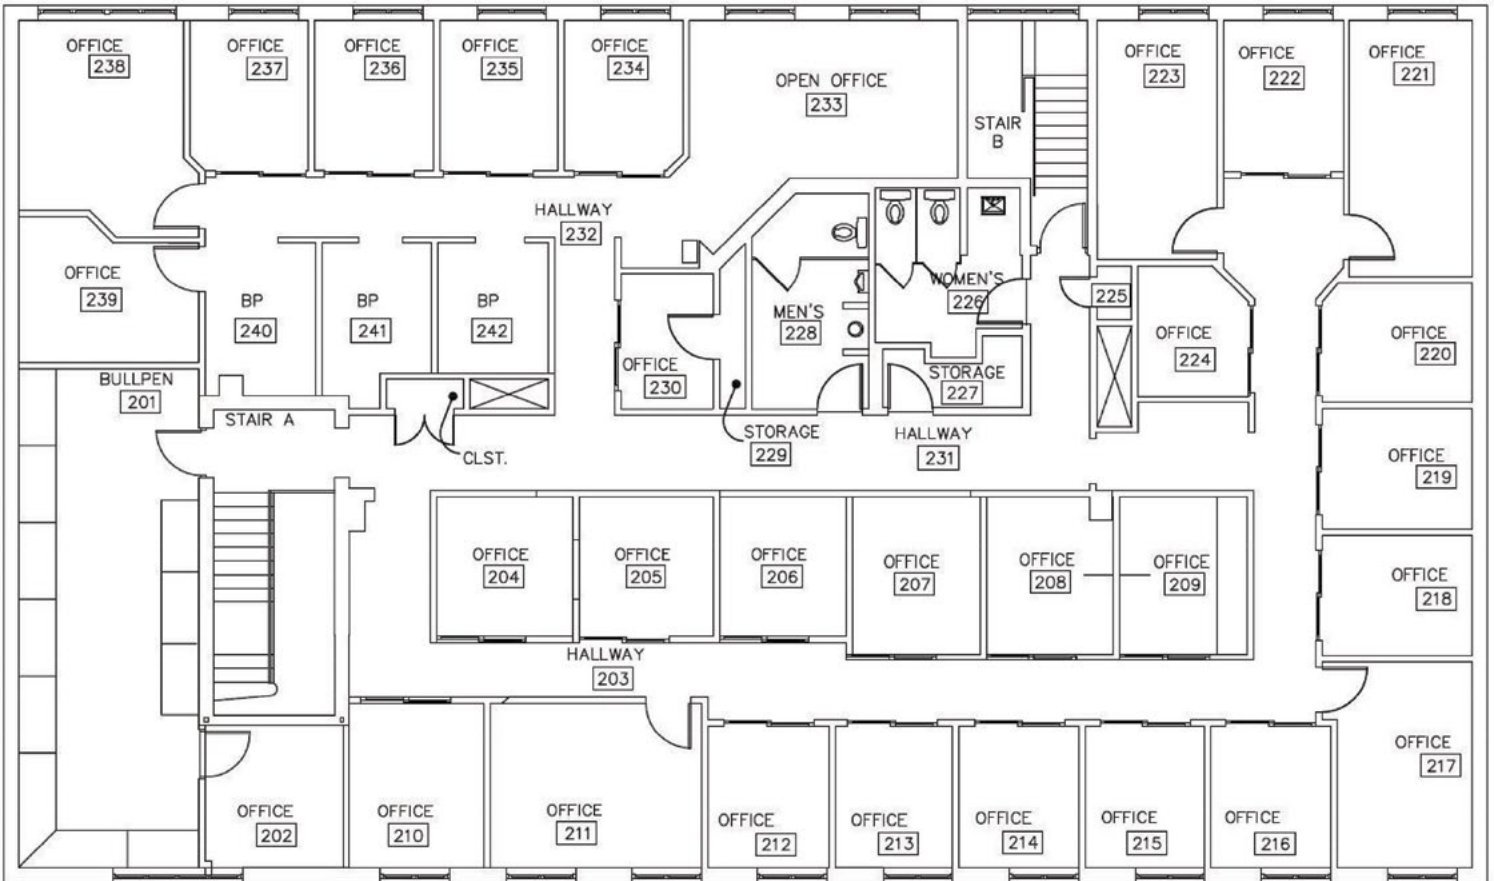 OFFICE
238
OFFICE
237
OFFICE
236
OFFICE
235
OFFICE
234
OPEN OFFICE
233
STAIR
B
OFFICE
223
OFFICE
222
OFFICE
221
HALLWAY
232
OFFICE
239
BP
240
BP
241
BP
242
OFFICE
230
MEN'S
228
WOMEN'S
226
225
STORAGE
227
OFFICE
224
OFFICE
220
BULLPEN
201
STAIR A
CLST.
STORAGE
229
HALLWAY
231
OFFICE
219
OFFICE
204
OFFICE
205
OFFICE
206
OFFICE
207
OFFICE
208
OFFICE
209
OFFICE
218
HALLWAY
203
OFFICE
217
OFFICE
202
OFFICE
210
OFFICE
211
OFFICE
212
OFFICE
213
OFFICE
214
OFFICE
215
OFFICE
216